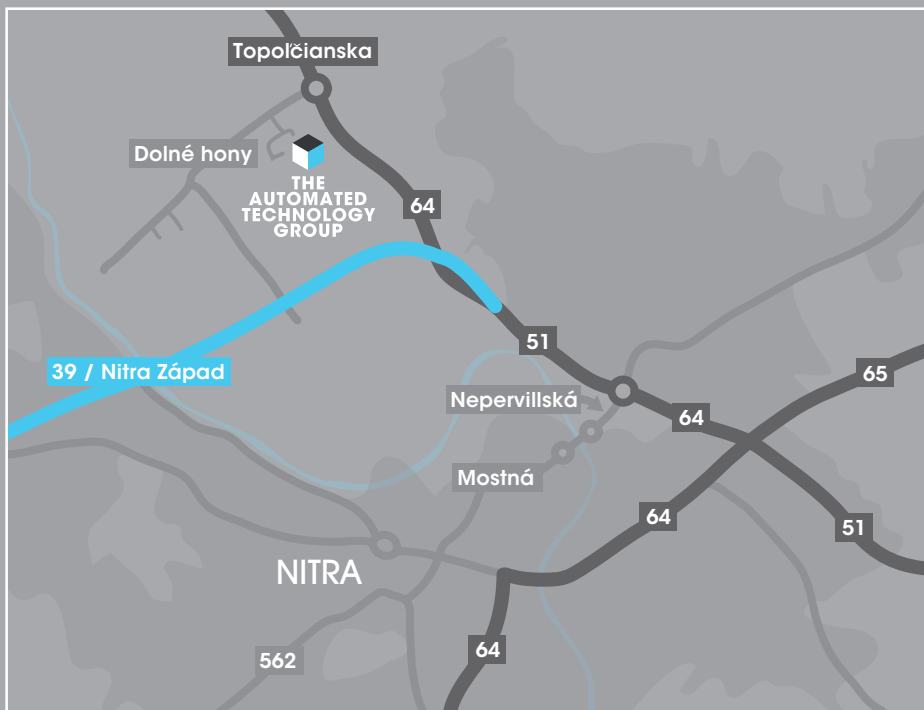 Topoľčianska
Dolné hony
THE
AUTOMATED
TECHNOLOGY
GROUP
64
51
39 / Nitra Západ
65
Nepervillská
64
Mostná
64
51
NITRA
64
562